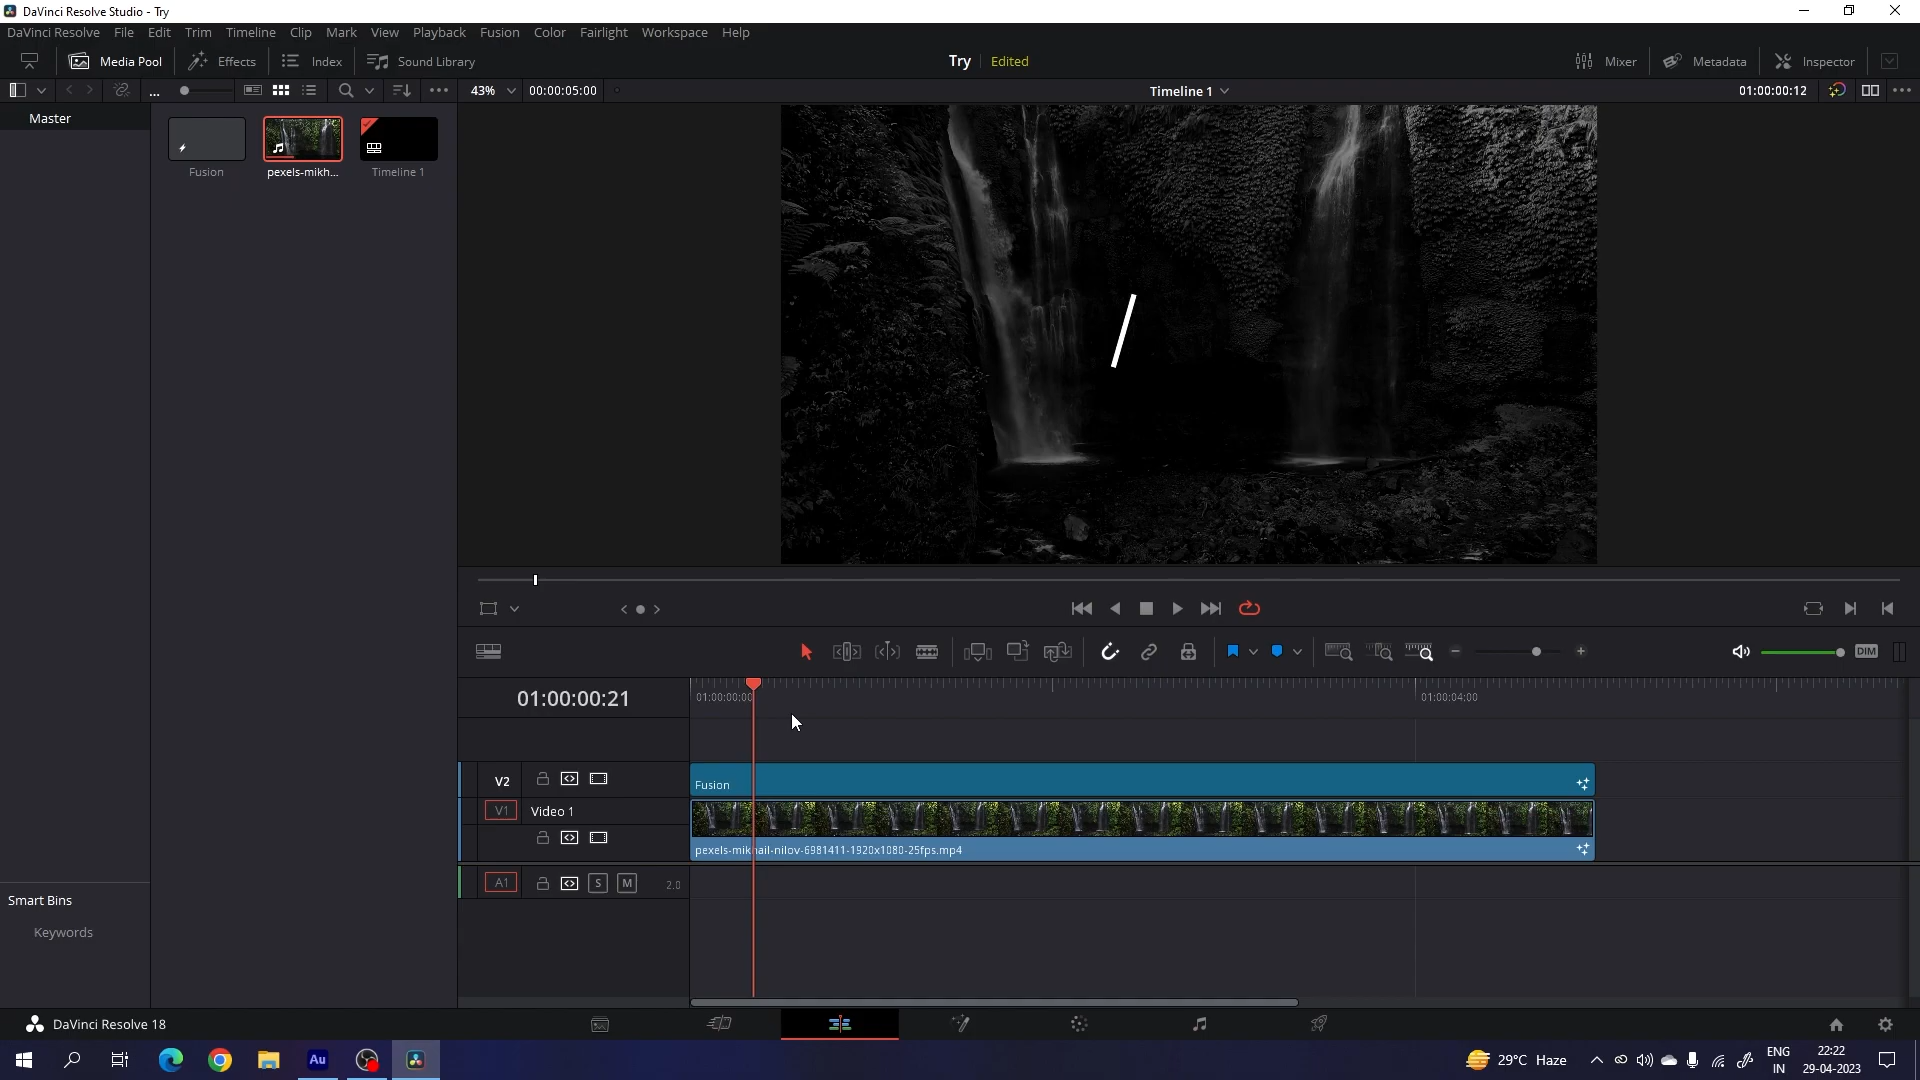 DaVinci Resolve Studio - Try
DaVinci Resolve File Edit Trim Timeline Clip Mark View Playback Fusion Color Fairlight Workspace Help
Media Pool Effects Index Sound Library Try Edited Mixer Metadata Inspector
... 43% 00:00:05:00 Timeline 1 01:00:00:12
Master
Fusion pexels-mikh... Timeline 1
DIM
01:00:00:21 01:00:00:00 01:00:04:00
V2 Fusion
V1 Video 1
pexels-mikhail-nilov-6981411-1920x1080-25fps.mp4
A1 S M 2.0
Smart Bins
Keywords
DaVinci Resolve 18
Au 29°C Haze ENG IN 22:22 29-04-2023